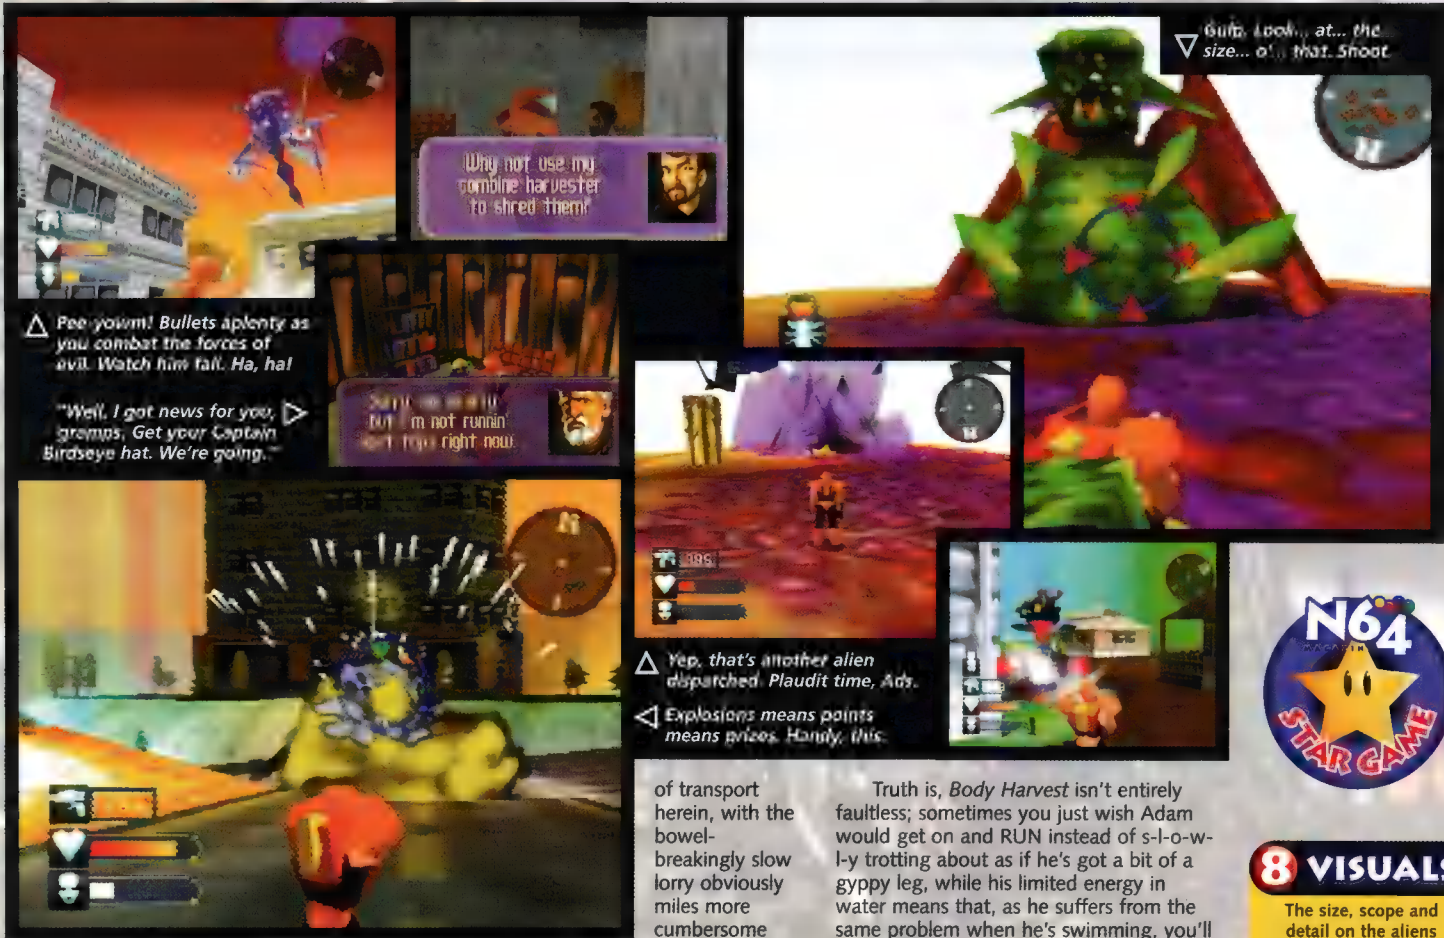 Gulp. Look... at... the
size... o'... that. Shoot.
Why not use my
combine harvester
to shred them?
Pee-yowm! Bullets aplenty as
you combat the forces of
evil. Watch him fall. Ha, ha!
"Well, I got news for you,
gramps. Get your Captain
Birdseye hat. We're going."
but I'm not runnin'
right now.
Yep, that's another alien
dispatched. Plaudit time, Ads.
Explosions means points
means prizes. Handy, this.
of transport
herein, with the
bowel-
breakingly slow
lorry obviously
miles more
cumbersome
Truth is, Body Harvest isn't entirely
faultless; sometimes you just wish Adam
would get on and RUN instead of s-l-o-w-
l-y trotting about as if he's got a bit of a
gyppy leg, while his limited energy in
water means that, as he suffers from the
same problem when he's swimming, you'll
N64
MAGAZINE
STAR GAME
8 VISUALS
The size, scope and
detail on the aliens